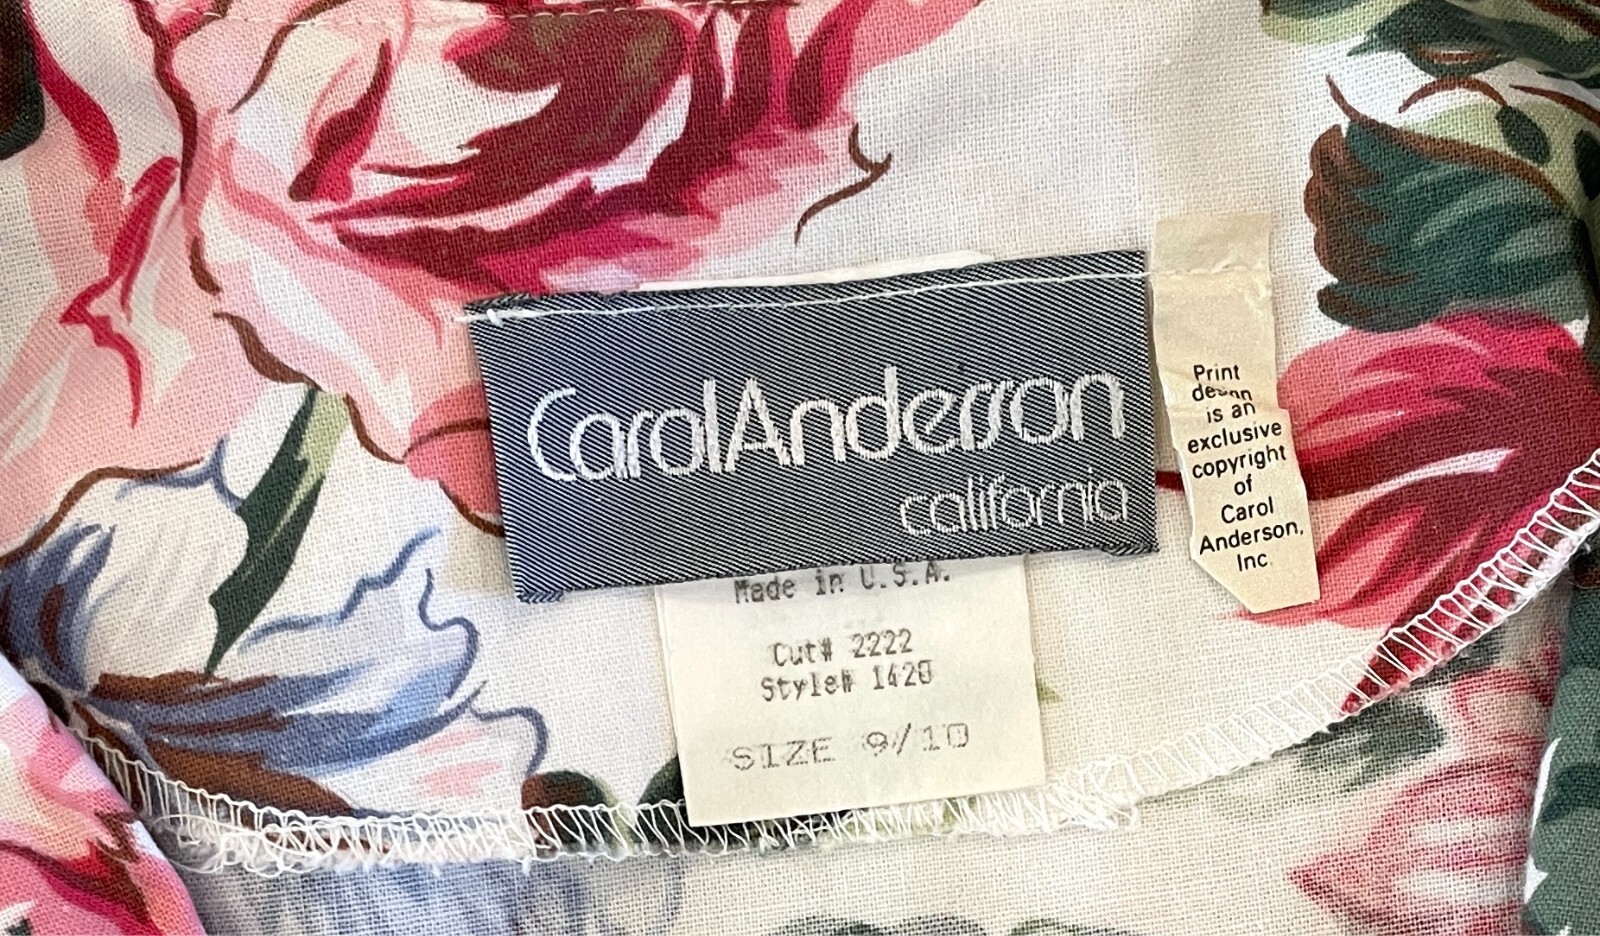 CarolAnderson
california
Made in U.S.A.
Cut# 2222
Style# 1420
SIZE 9/10
Print
design
is an
exclusive
copyright
of
Carol
Anderson,
Inc